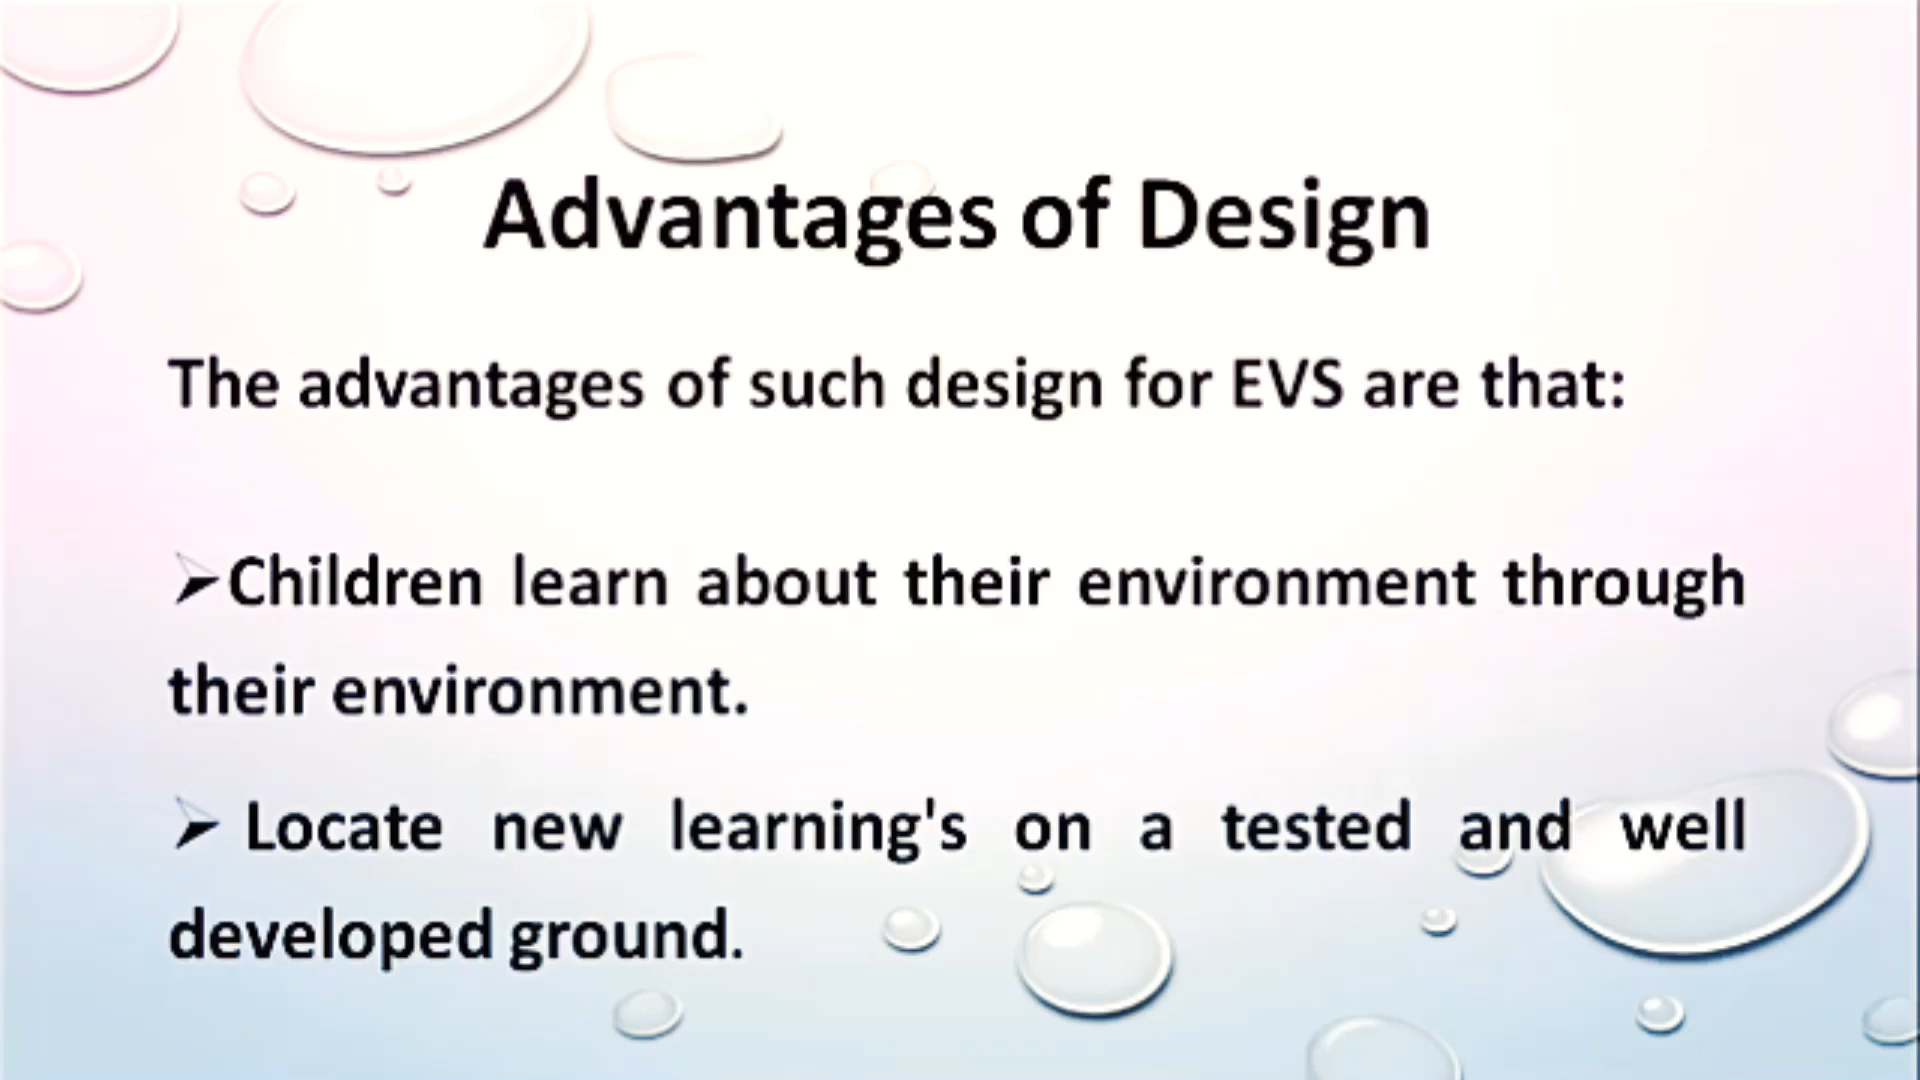 Advantages of Design
The advantages of such design for EVS are that:
➢Children learn about their environment through
their environment.
➢ Locate new learning's on a tested and well
developed ground.